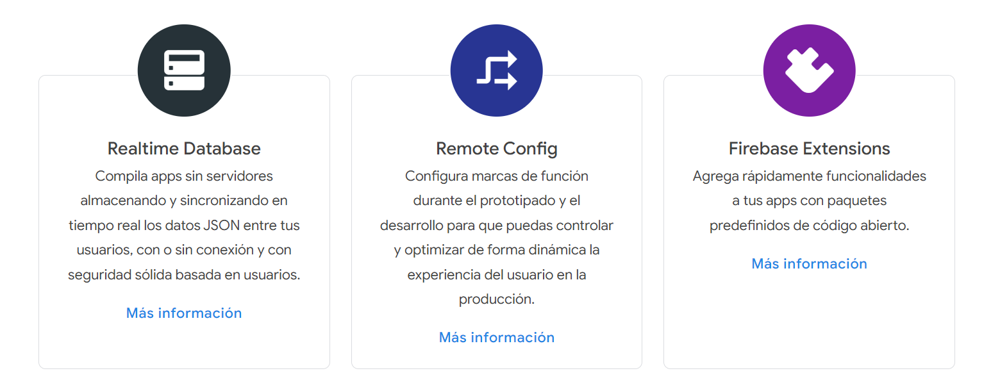 Realtime Database
Compila apps sin servidores
almacenando y sincronizando en
tiempo real los datos JSON entre tus
usuarios, con o sin conexión y con
seguridad sólida basada en usuarios.
Más información
Remote Config
Configura marcas de función
durante el prototipado y el
desarrollo para que puedas controlar
y optimizar de forma dinámica la
experiencia del usuario en la
producción.
Más información
Firebase Extensions
Agrega rápidamente funcionalidades
a tus apps con paquetes
predefinidos de código abierto.
Más información